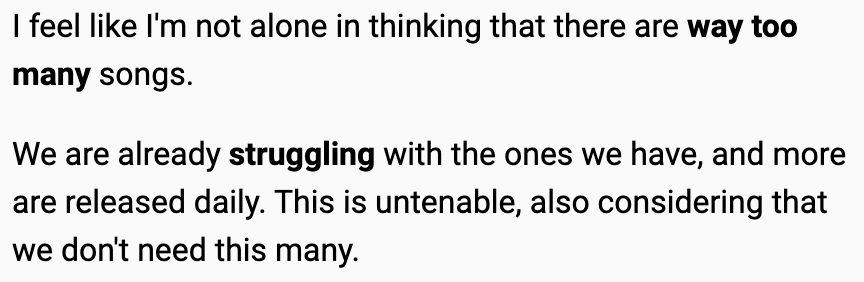 I feel like I'm not alone in thinking that there are way too
many songs.
We are already struggling with the ones we have, and more
are released daily. This is untenable, also considering that
we don't need this many.